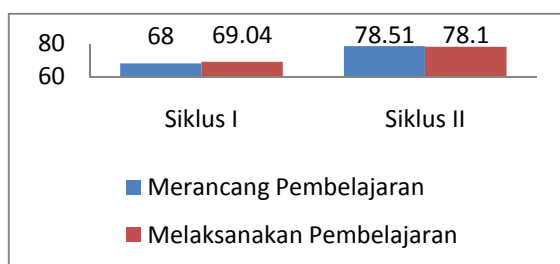 80 68 69.04 78.51 78.1
60
Siklus I Siklus II
Merancang Pembelajaran
Melaksanakan Pembelajaran